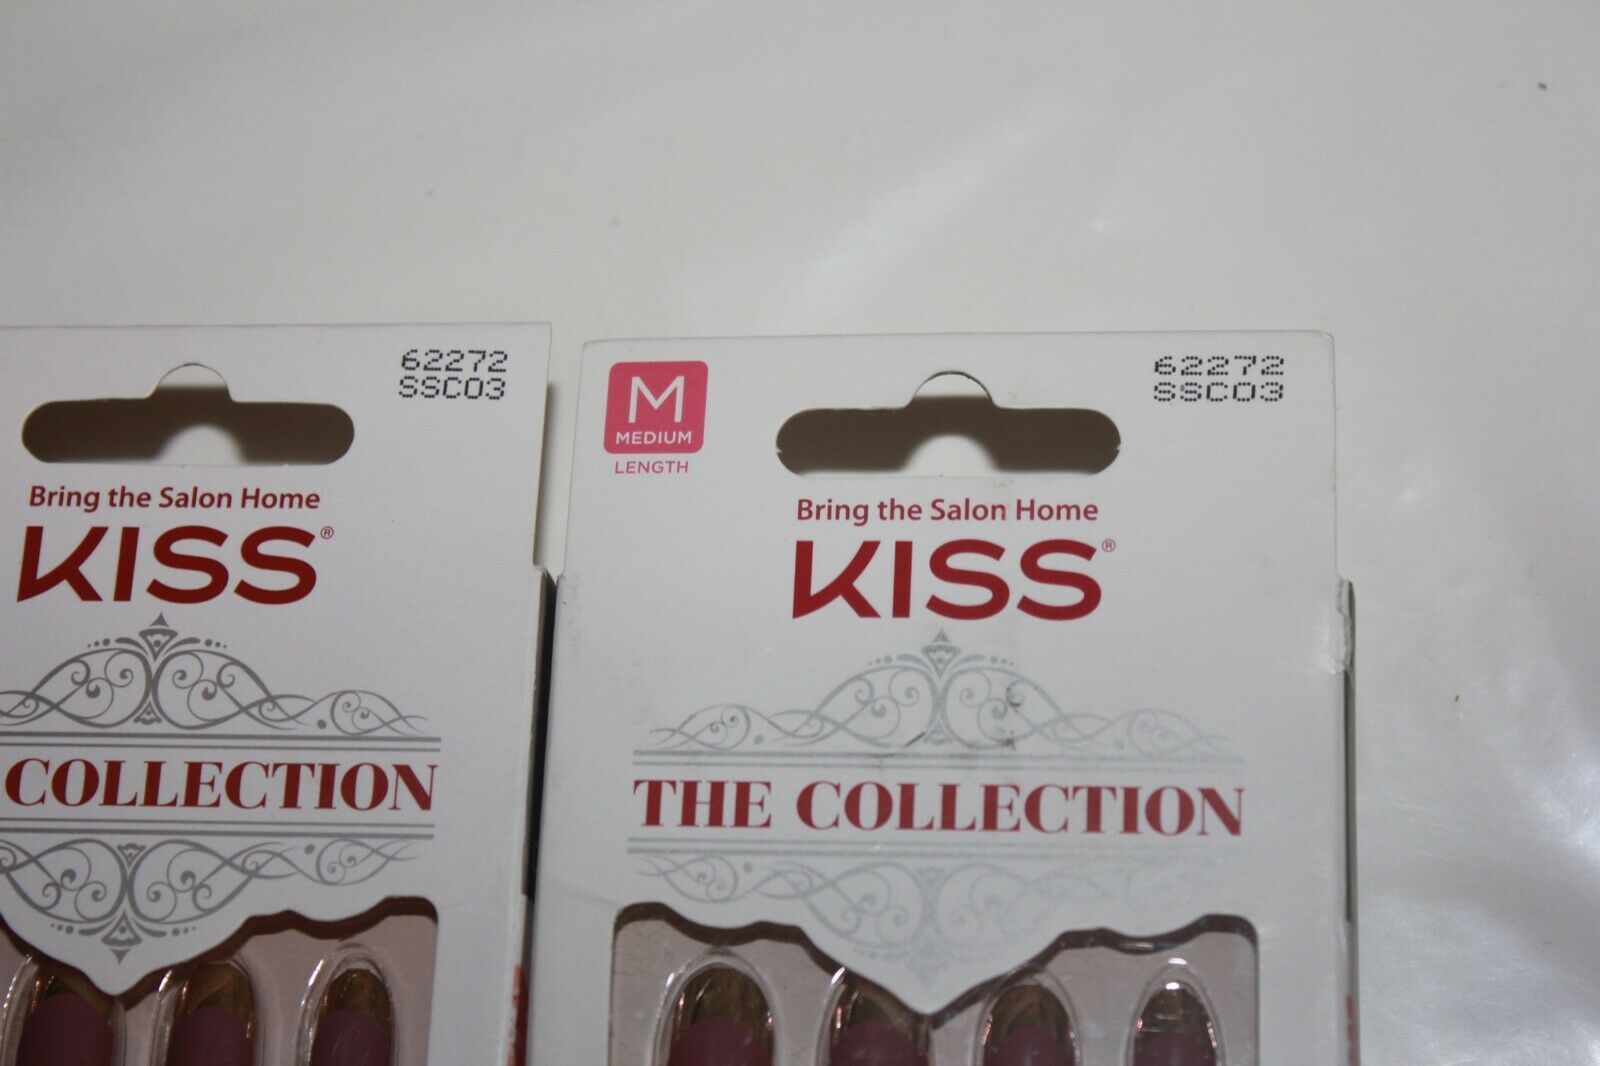 62272
SSC03
Bring the Salon Home
KISS®
COLLECTION
M
MEDIUM
LENGTH
62272
SSC03
Bring the Salon Home
KISS®
THE COLLECTION